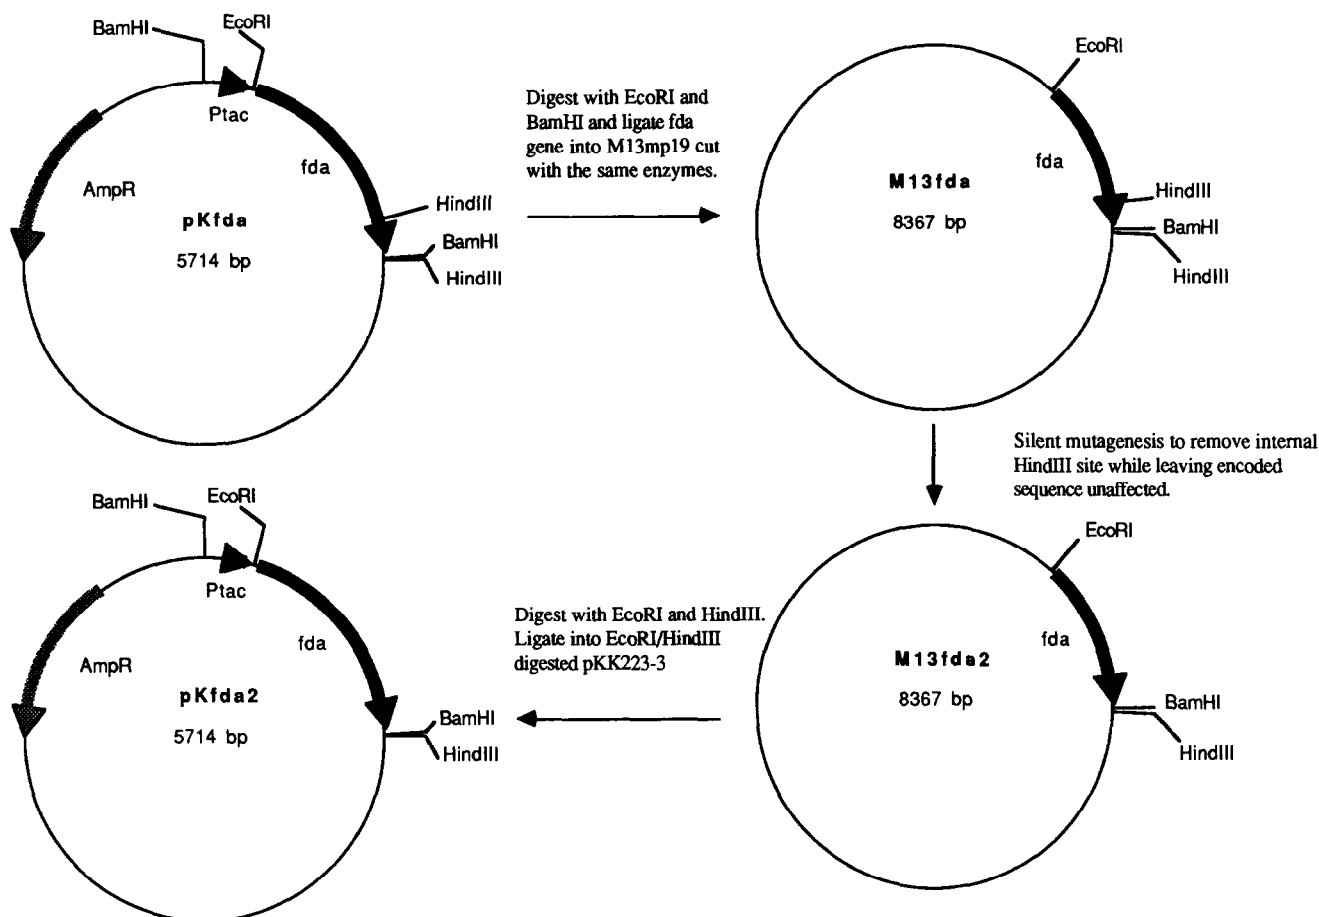 BamHI
EcoRI
Ptac
fda
AmpR
pKfda
5714 bp
HindIII
BamHI
HindIII
Digest with EcoRI and
BamHI and ligate fda
gene into M13mp19 cut
with the same enzymes.
EcoRI
fda
M13fda
8367 bp
HindIII
BamHI
HindIII
Silent mutagenesis to remove internal
HindIII site while leaving encoded
sequence unaffected.
EcoRI
fda
M13fda2
8367 bp
BamHI
HindIII
Digest with EcoRI and HindIII.
Ligate into EcoRI/HindIII
digested pKK223-3
BamHI
EcoRI
Ptac
fda
AmpR
pKfda2
5714 bp
BamHI
HindIII